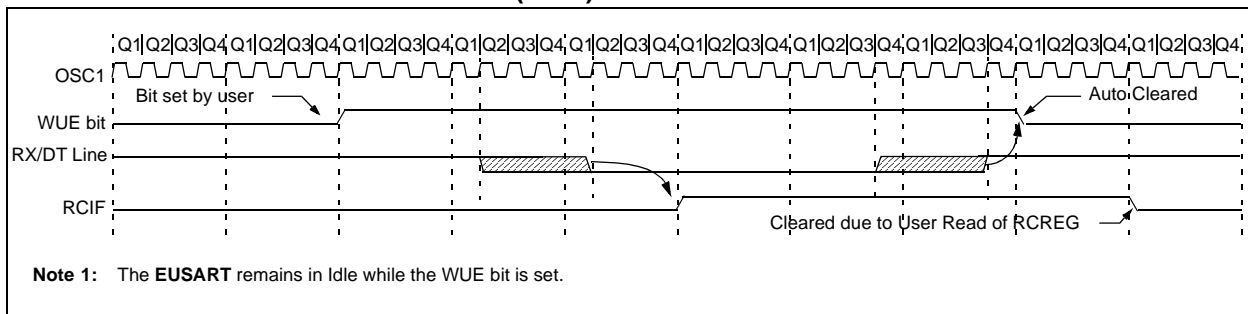 Q1|Q2|Q3|Q4|Q1|Q2|Q3|Q4|Q1|Q2|Q3|Q4|Q1|Q2|Q3|Q4|Q1|Q2|Q3|Q4|Q1|Q2|Q3|Q4|Q1|Q2|Q3|Q4|Q1|Q2|Q3|Q4|Q1|Q2|Q3|Q4|Q1|Q2|Q3|Q4
OSC1
Bit set by user
Auto Cleared
WUE bit
RX/DT Line
RCIF
Cleared due to User Read of RCREG
Note 1: The EUSART remains in Idle while the WUE bit is set.